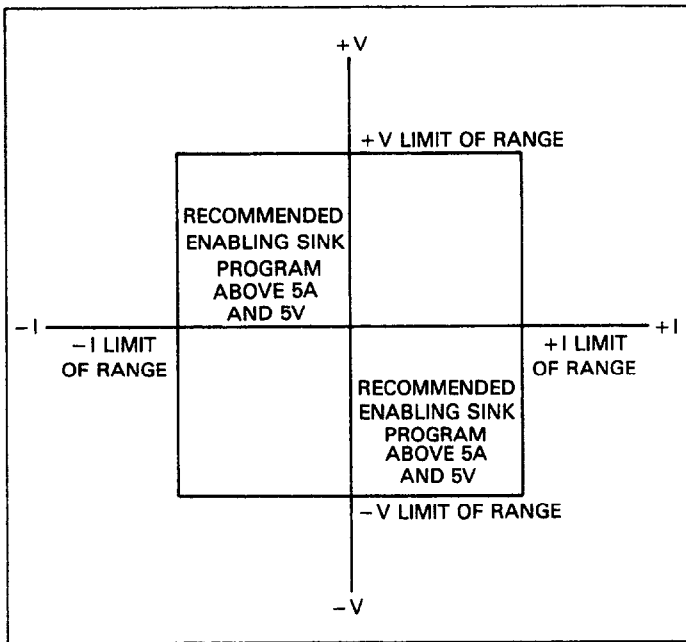 +V
+V LIMIT OF RANGE
RECOMMENDED
ENABLING SINK
PROGRAM
ABOVE 5A
AND 5V
-I
+I
-I LIMIT
OF RANGE
+I LIMIT
OF RANGE
RECOMMENDED
ENABLING SINK
PROGRAM
ABOVE 5A
AND 5V
-V LIMIT OF RANGE
-V